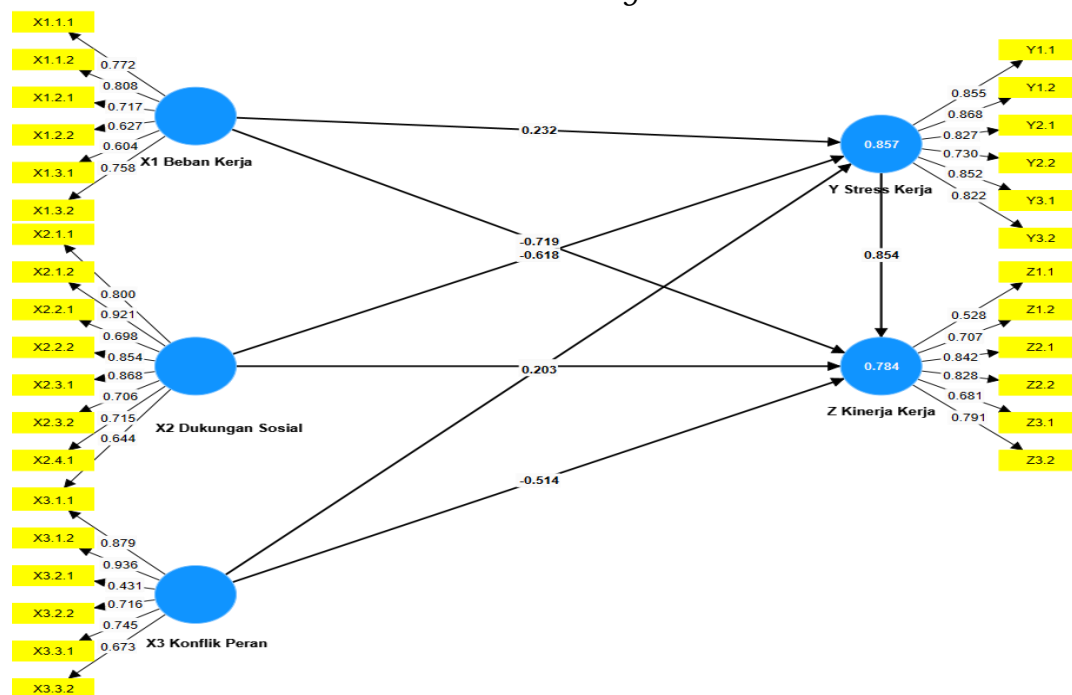 g
X1.1.1
X1.1.2
X1.2.1
X1.2.2
X1.3.1
X1.3.2
0.772
0.808
0.717
0.627
0.604
0.758
X1 Beban Kerja
X2.1.1
X2.1.2
X2.2.1
X2.2.2
X2.3.1
X2.3.2
X2.4.1
0.800
0.921
0.698
0.854
0.868
0.706
0.715
0.644
X2 Dukungan Sosial
X3.1.1
X3.1.2
X3.2.1
X3.2.2
X3.3.1
X3.3.2
0.879
0.936
0.431
0.716
0.745
0.673
X3 Konflik Peran
0.232
-0.719
-0.618
0.203
-0.514
0.854
0.857
Y Stress Kerja
0.855
0.868
0.827
0.730
0.852
0.822
Y1.1
Y1.2
Y2.1
Y2.2
Y3.1
Y3.2
0.784
Z Kinerja Kerja
0.528
0.707
0.842
0.828
0.681
0.791
Z1.1
Z1.2
Z2.1
Z2.2
Z3.1
Z3.2